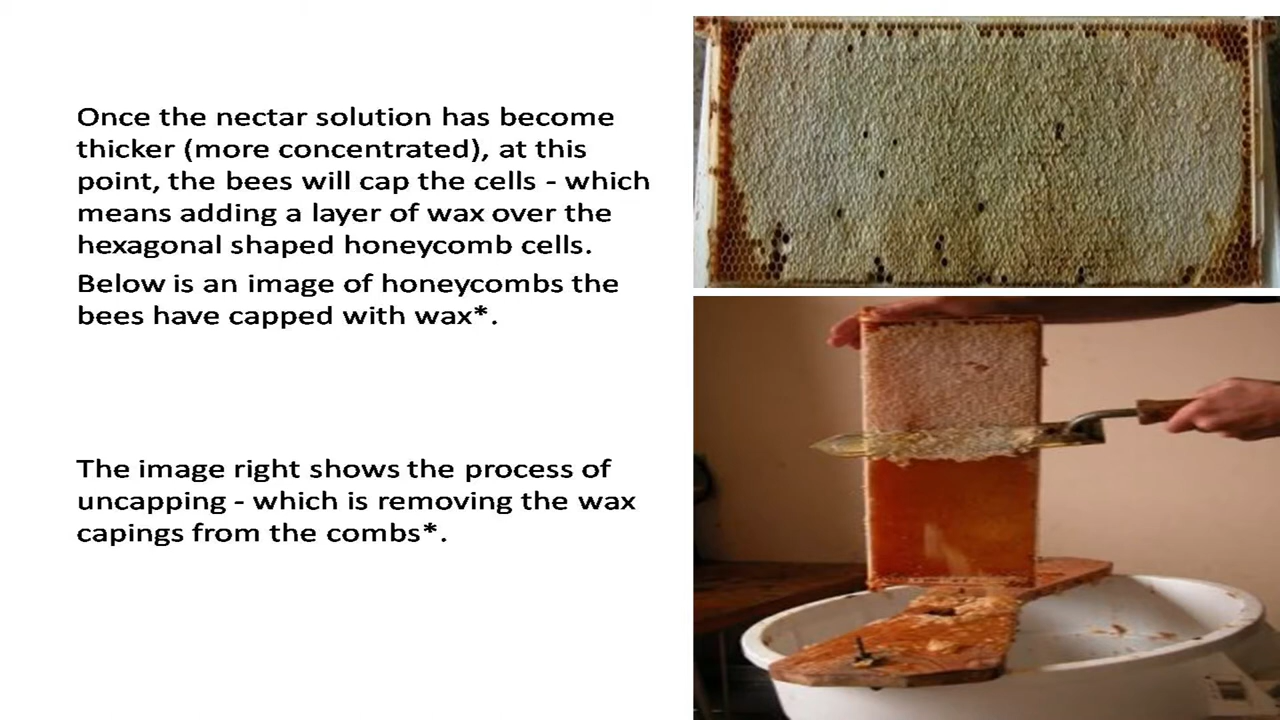 Once the nectar solution has become
thicker (more concentrated), at this
point, the bees will cap the cells - which
means adding a layer of wax over the
hexagonal shaped honeycomb cells.
Below is an image of honeycombs the
bees have capped with wax*.
The image right shows the process of
uncapping - which is removing the wax
capings from the combs*.